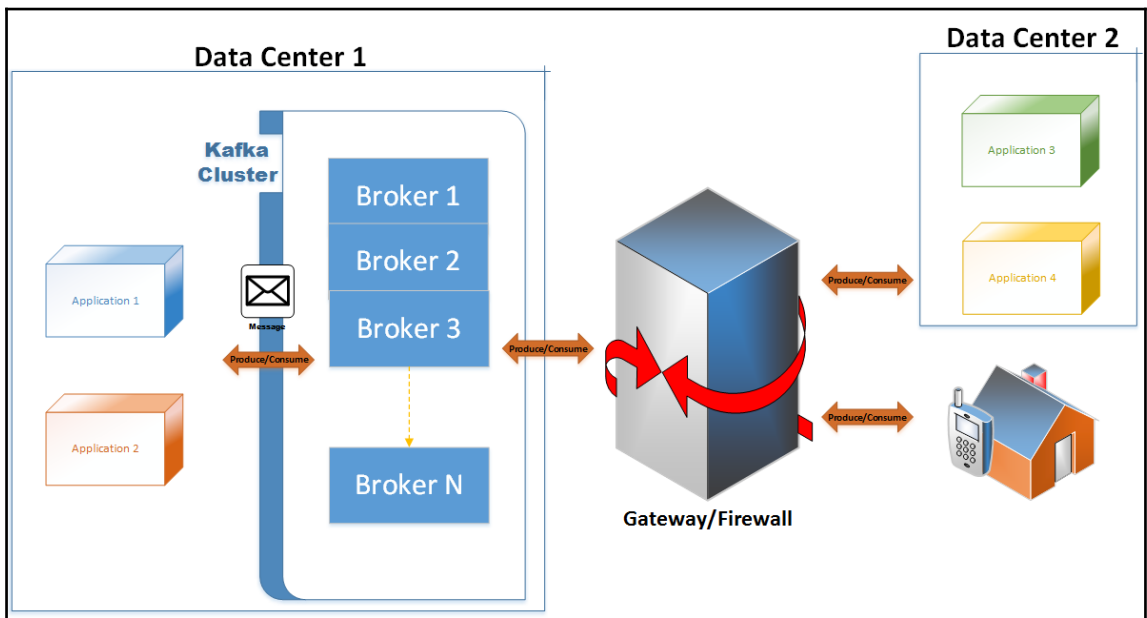 Data Center 1
Data Center 2
Kafka
Cluster
Broker 1
Broker 2
Broker 3
Broker N
Application 1
Application 2
Message
Produce/Consume
Produce/Consume
Gateway/Firewall
Produce/Consume
Produce/Consume
Application 3
Application 4